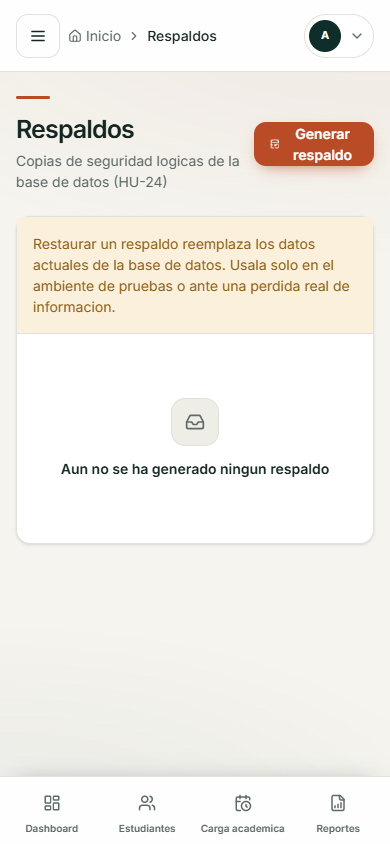 Inicio > Respaldos
A
Respaldos
Copias de seguridad logicas de la
base de datos (HU-24)
Generar
respaldo
Restaurar un respaldo reemplaza los datos
actuales de la base de datos. Usala solo en el
ambiente de pruebas o ante una perdida real de
informacion.
Aun no se ha generado ningun respaldo
Dashboard
Estudiantes
Carga academica
Reportes